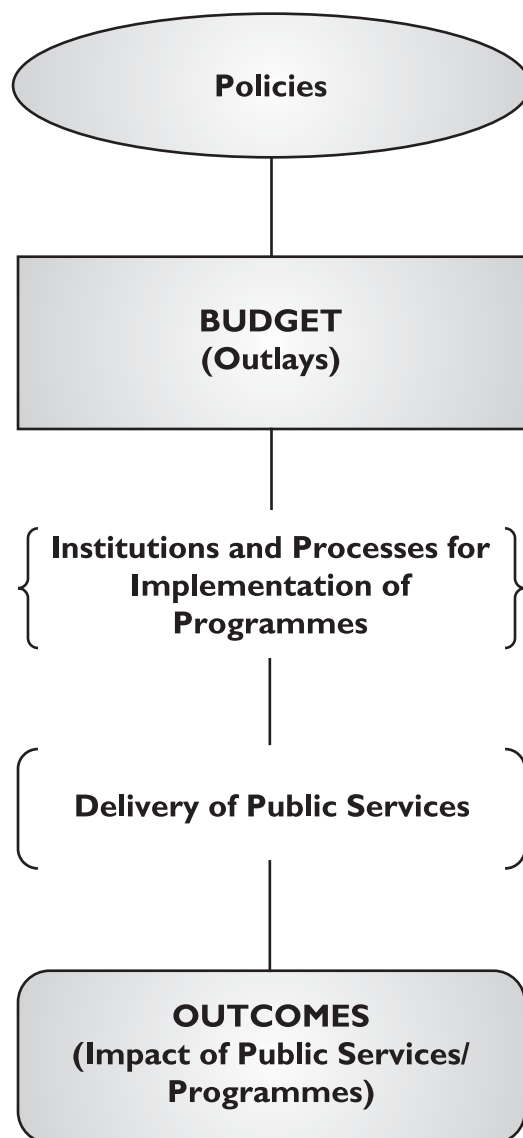 Policies
BUDGET
(Outlays)
Institutions and Processes for
Implementation of
Programmes
Delivery of Public Services
OUTCOMES
(Impact of Public Services/
Programmes)